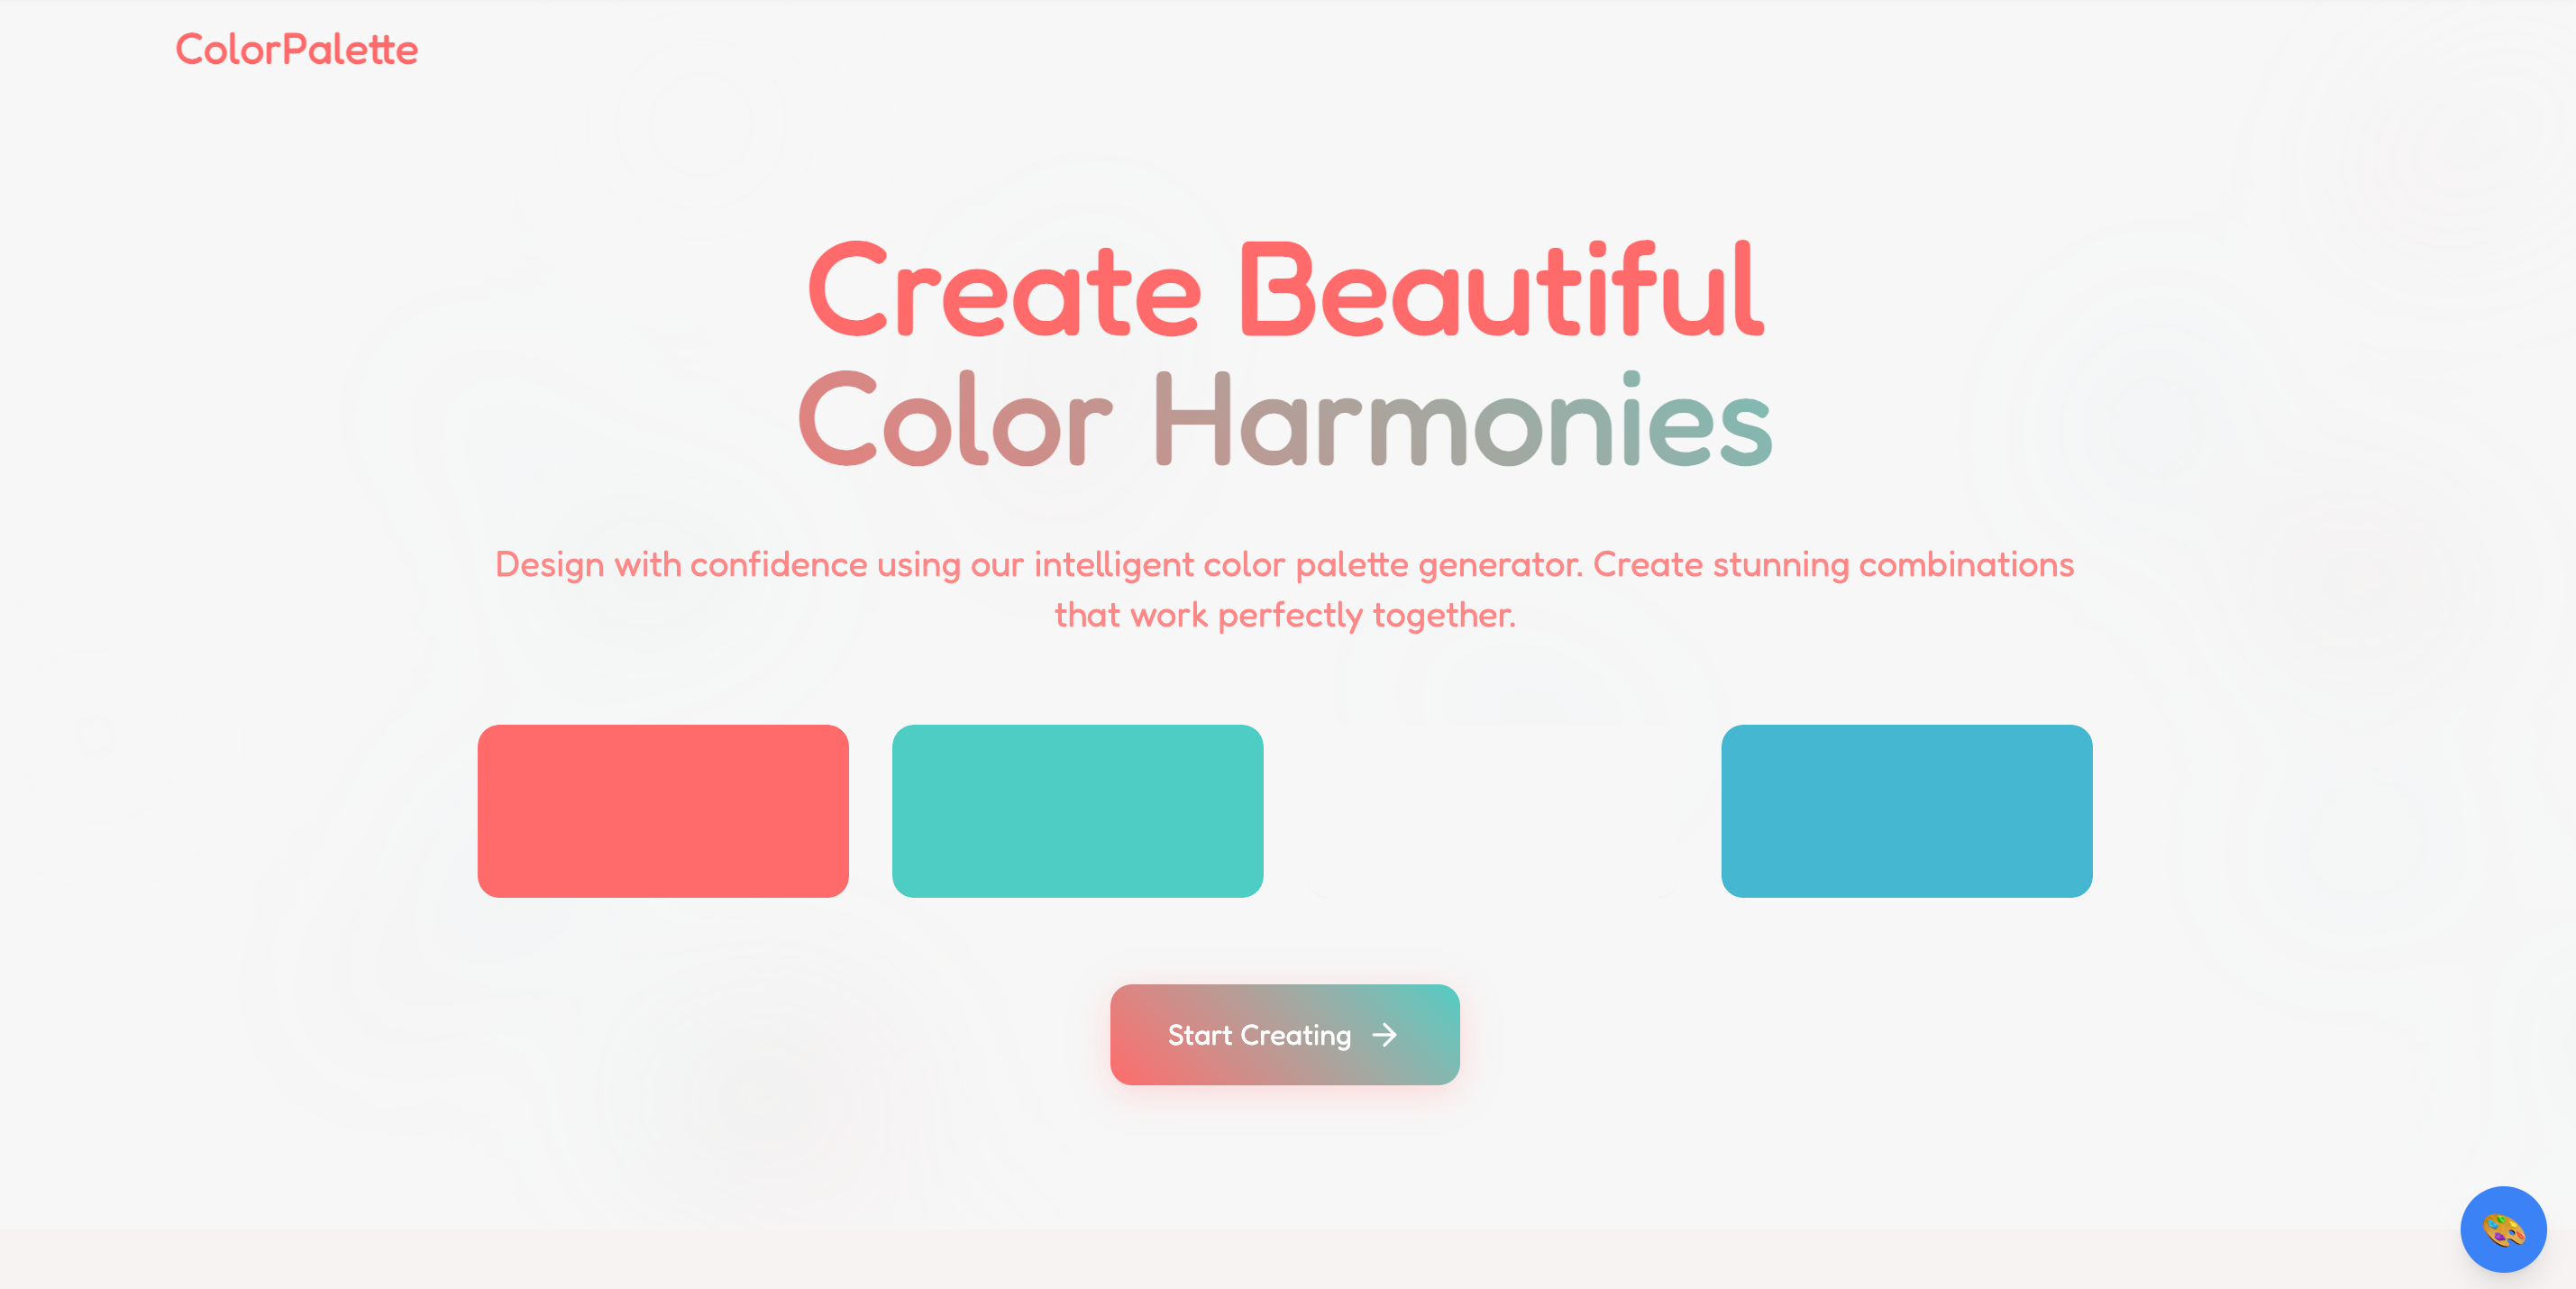 ColorPalette
Create Beautiful
Color Harmonies
Design with confidence using our intelligent color palette generator. Create stunning combinations
that work perfectly together.
Start Creating